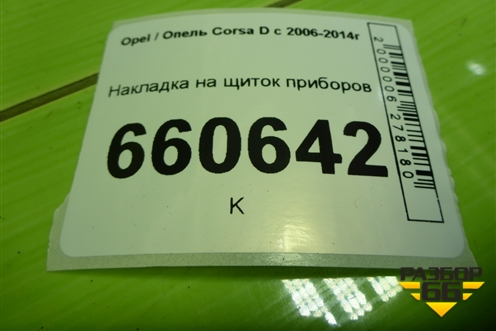 Opel / Опель Corsa D с 2006-2014г
Накладка на щиток приборов
660642
К
2000006278180
РАЗБОР
66